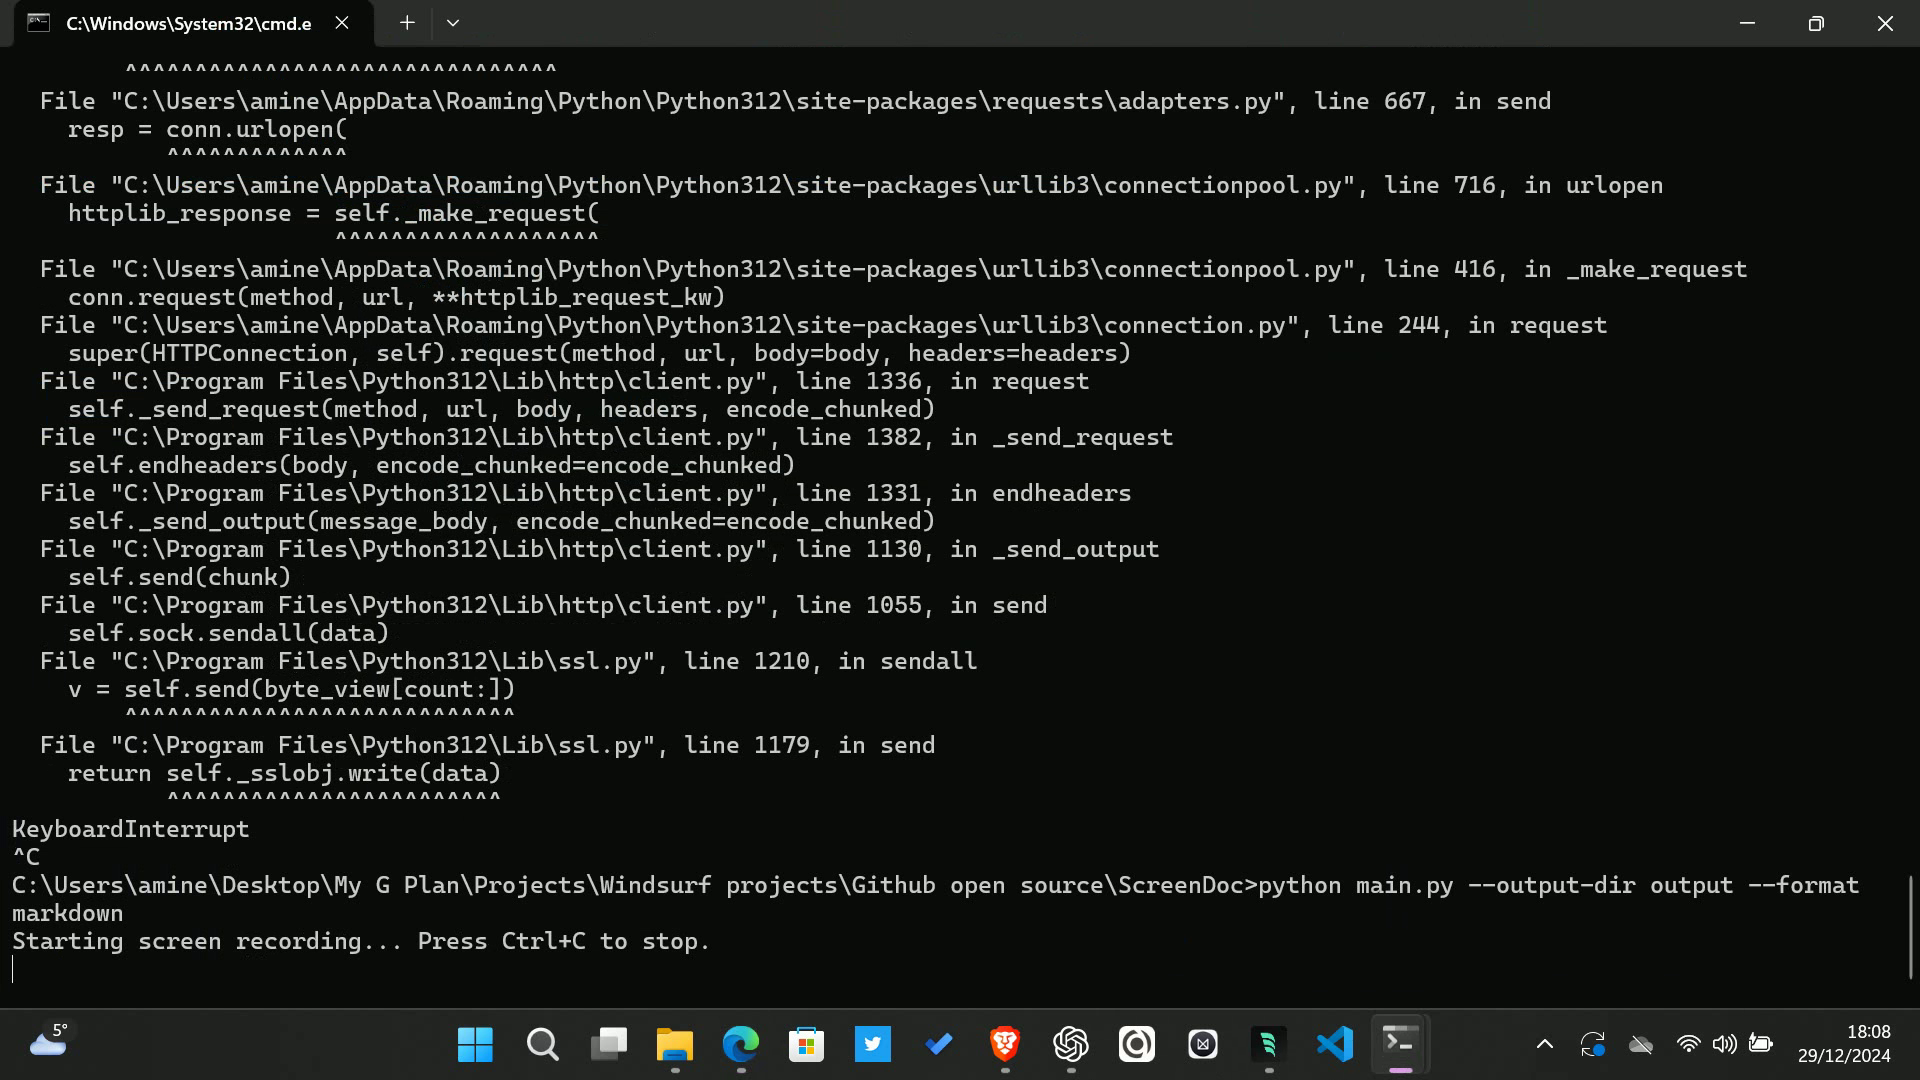 C:\Windows\System32\cmd.e
^^^^^^^^^^^^^^^^^^^^^^^^^^^^^^^
File "C:\Users\amine\AppData\Roaming\Python\Python312\site-packages\requests\adapters.py", line 667, in send
resp = conn.urlopen(
^^^^^^^^^^^^^
File "C:\Users\amine\AppData\Roaming\Python\Python312\site-packages\urllib3\connectionpool.py", line 716, in urlopen
httplib_response = self._make_request(
^^^^^^^^^^^^^^^^^^^
File "C:\Users\amine\AppData\Roaming\Python\Python312\site-packages\urllib3\connectionpool.py", line 416, in _make_request
conn.request(method, url, **httplib_request_kw)
File "C:\Users\amine\AppData\Roaming\Python\Python312\site-packages\urllib3\connection.py", line 244, in request
super(HTTPConnection, self).request(method, url, body=body, headers=headers)
File "C:\Program Files\Python312\Lib\http\client.py", line 1336, in request
self._send_request(method, url, body, headers, encode_chunked)
File "C:\Program Files\Python312\Lib\http\client.py", line 1382, in _send_request
self.endheaders(body, encode_chunked=encode_chunked)
File "C:\Program Files\Python312\Lib\http\client.py", line 1331, in endheaders
self._send_output(message_body, encode_chunked=encode_chunked)
File "C:\Program Files\Python312\Lib\http\client.py", line 1130, in _send_output
self.send(chunk)
File "C:\Program Files\Python312\Lib\http\client.py", line 1055, in send
self.sock.sendall(data)
File "C:\Program Files\Python312\Lib\ssl.py", line 1210, in sendall
v = self.send(byte_view[count:])
^^^^^^^^^^^^^^^^^^^^^^^^^^^^
File "C:\Program Files\Python312\Lib\ssl.py", line 1179, in send
return self._sslobj.write(data)
^^^^^^^^^^^^^^^^^^^^^^^^
KeyboardInterrupt
^C
C:\Users\amine\Desktop\My G Plan\Projects\Windsurf projects\Github open source\ScreenDoc>python main.py --output-dir output --format
markdown
Starting screen recording... Press Ctrl+C to stop.
5°
18:08
29/12/2024